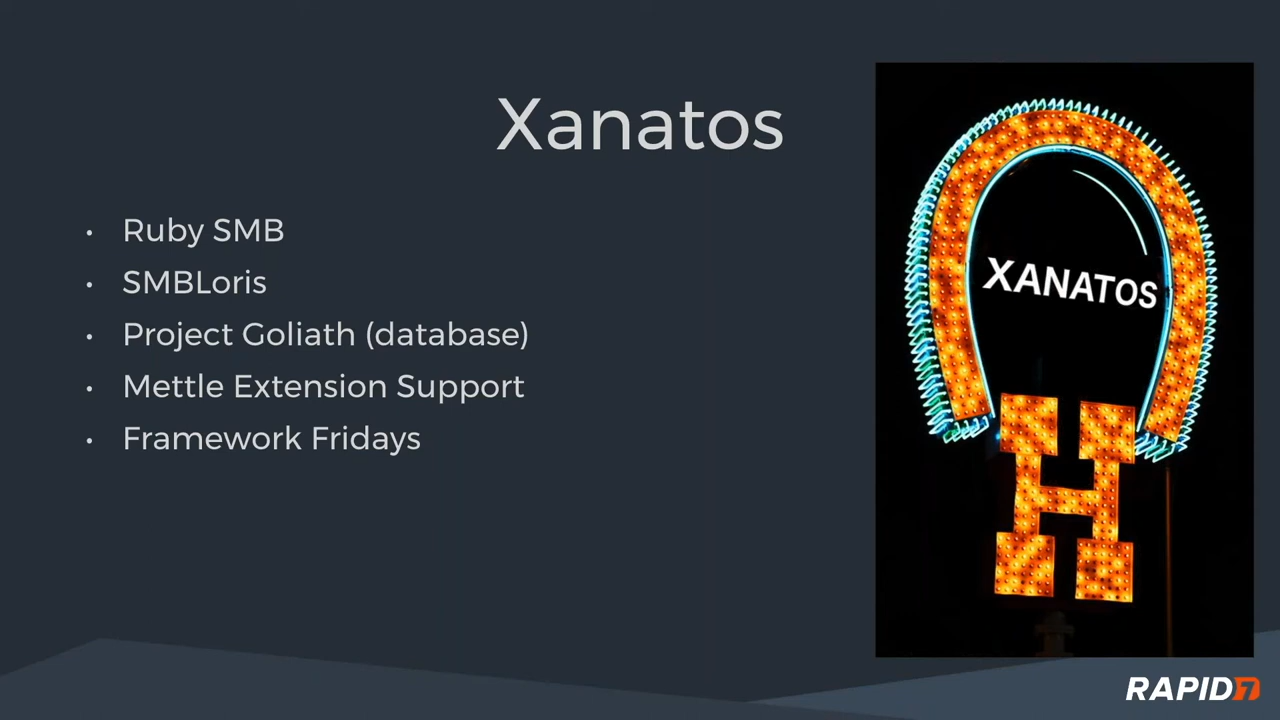 Xanatos
• Ruby SMB
• SMBLoris
• Project Goliath (database)
• Mettle Extension Support
• Framework Fridays
XANATOS
H
RAPID7